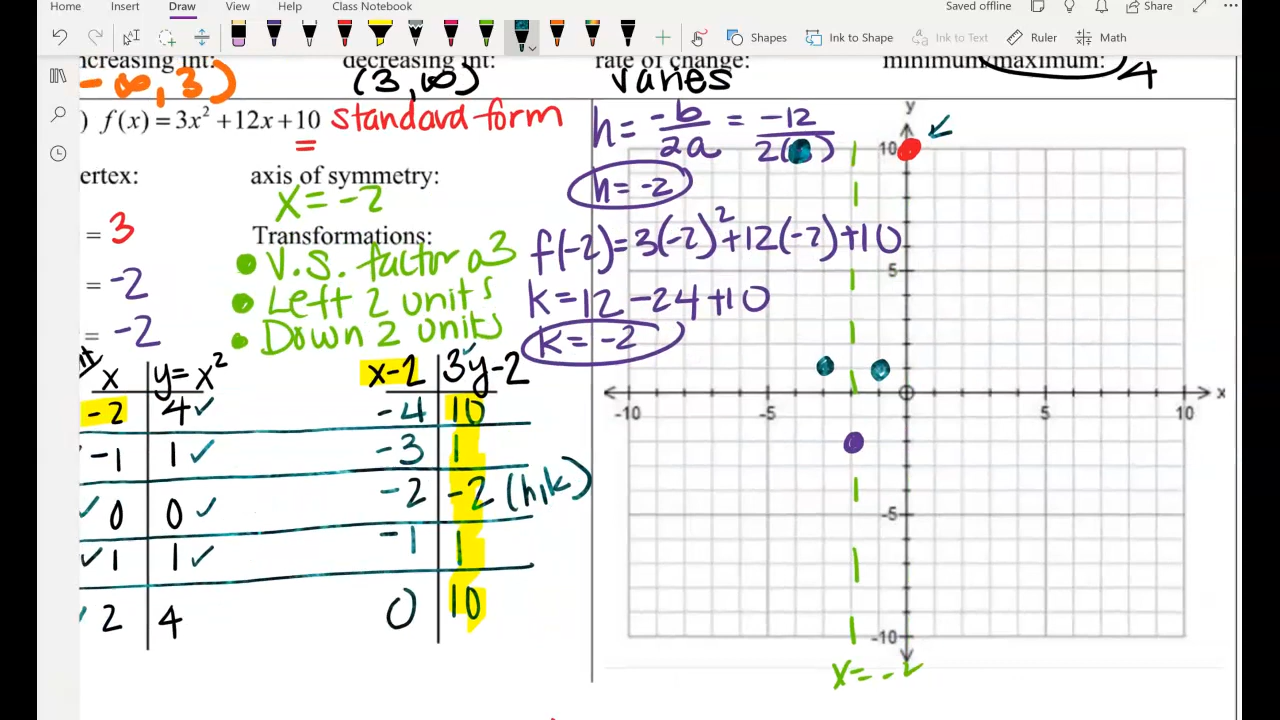 Home Insert Draw View Class Notebook Saved offline Share
Shapes Ink to Shape Ink to Text Ruler Math
ncreasing int: decreasing int: rate of change: minimum/maximum:
-∞, 3) (3, ∞) varies 4
) f(x) = 3x² +12x+10 standard form
ertex: axis of symmetry:
x = -2
= 3
Transformations:
• V.S. factor a 3
= -2
• Left 2 units
= -2
• Down 2 units
x y = x² x-2 3y-2
-2 4✓ -4 10
-1 1✓ -3 1
✓0 0✓ -2 -2 (h,k)
✓1 1✓ -1 1
✓2 4 0 10
h = -b/2a = -12/2( )
h = -2
f(-2) = 3(-2)²+12(-2)+10
k = 12 - 24 + 10
k = -2
y
10
5
-10 -5 5 10 x
-5
-10
x = -2